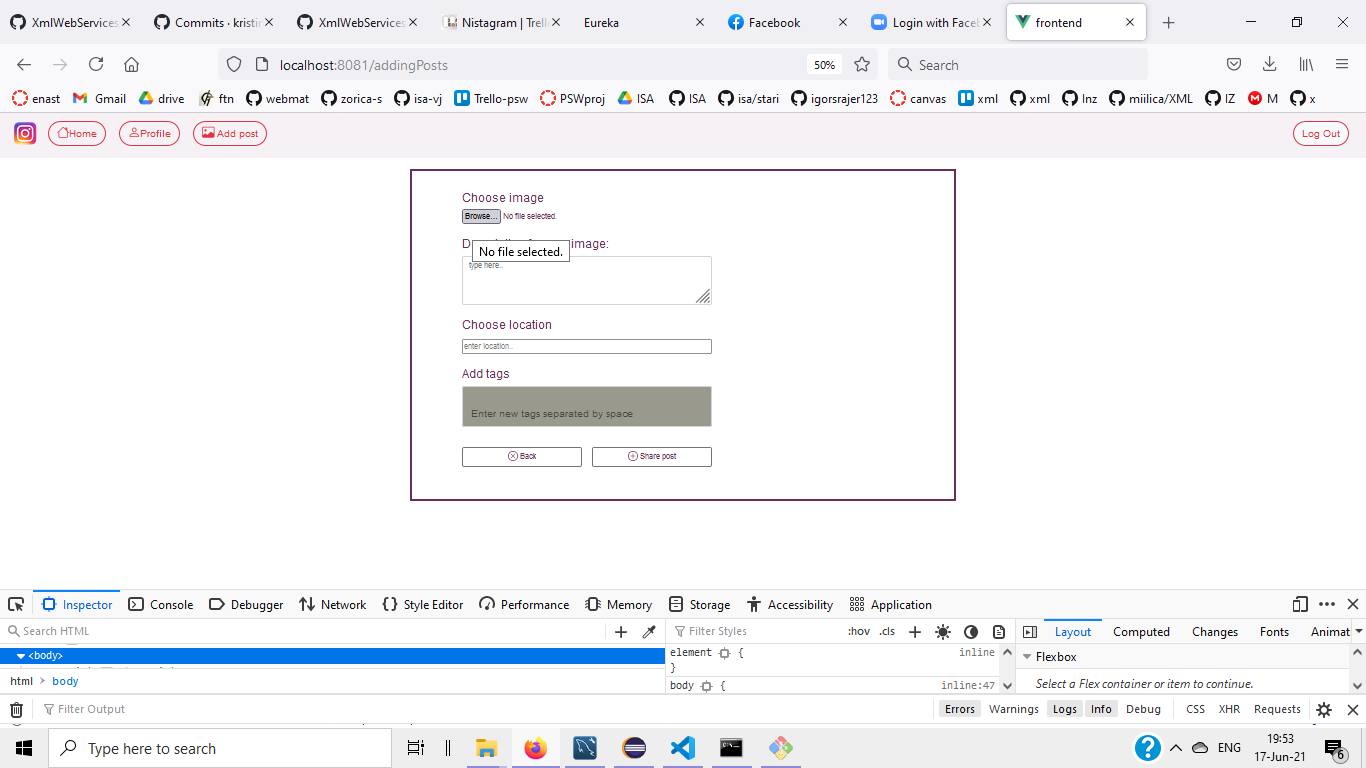 XmlWebServices
Commits · kristin
XmlWebServices
Nistagram | Trell
Eureka
Facebook
Login with Faceb
frontend
localhost:8081/addingPosts
50%
Search
enast
Gmail
drive
ftn
webmat
zorica-s
isa-vj
Trello-psw
PSWproj
ISA
ISA
isa/stari
igorsrajer123
canvas
xml
xml
lnz
miilica/XML
IZ
M
x
Home
Profile
Add post
Log Out
Choose image
Browse... No file selected.
image:
No file selected.
type here..
Choose location
enter location..
Add tags
Enter new tags separated by space
Back
Share post
Inspector
Console
Debugger
Network
Style Editor
Performance
Memory
Storage
Accessibility
Application
Search HTML
Filter Styles
:hov
.cls
Layout
Computed
Changes
Fonts
Animat
<body>
element {
inline
}
body {
inline:47
Flexbox
Select a Flex container or item to continue.
html > body
Filter Output
Errors
Warnings
Logs
Info
Debug
CSS
XHR
Requests
Type here to search
ENG
19:53
17-Jun-21
6